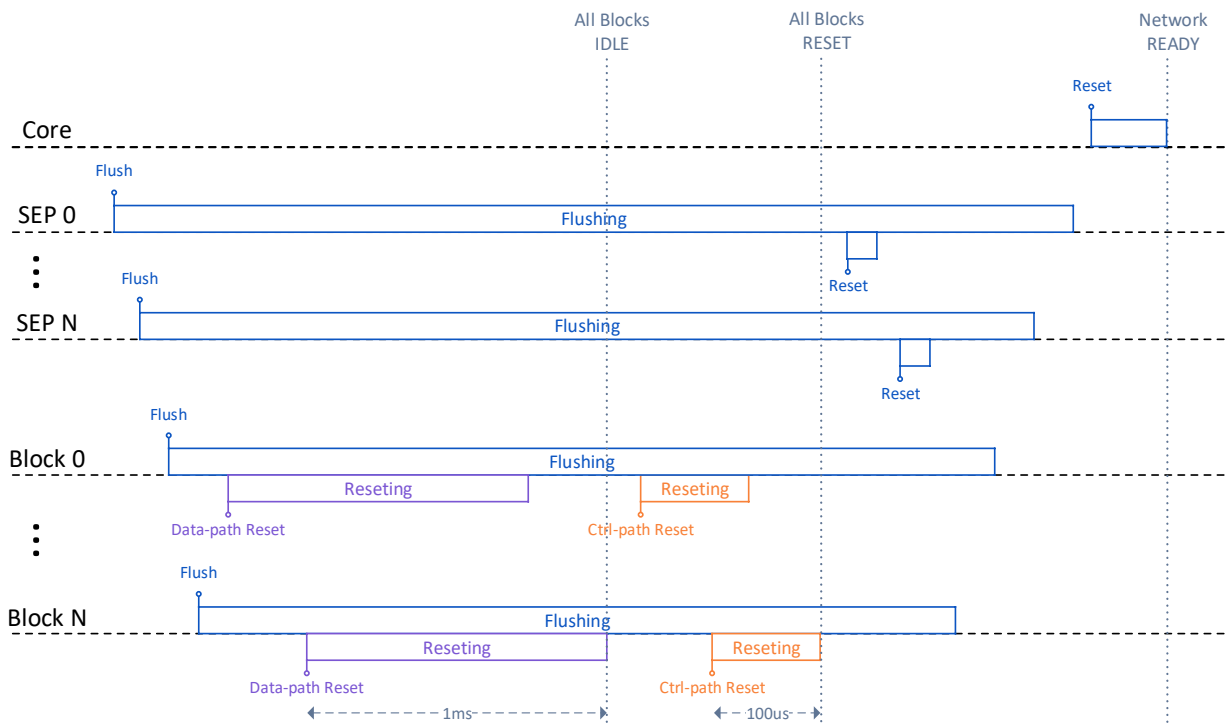 All Blocks
IDLE
All Blocks
RESET
Network
READY
Reset
Core
Flush
SEP 0
Flushing
Reset
Flush
SEP N
Flushing
Reset
Flush
Block 0
Flushing
Reseting
Reseting
Data-path Reset
Ctrl-path Reset
Flush
Block N
Flushing
Reseting
Reseting
Data-path Reset
Ctrl-path Reset
1ms
100us